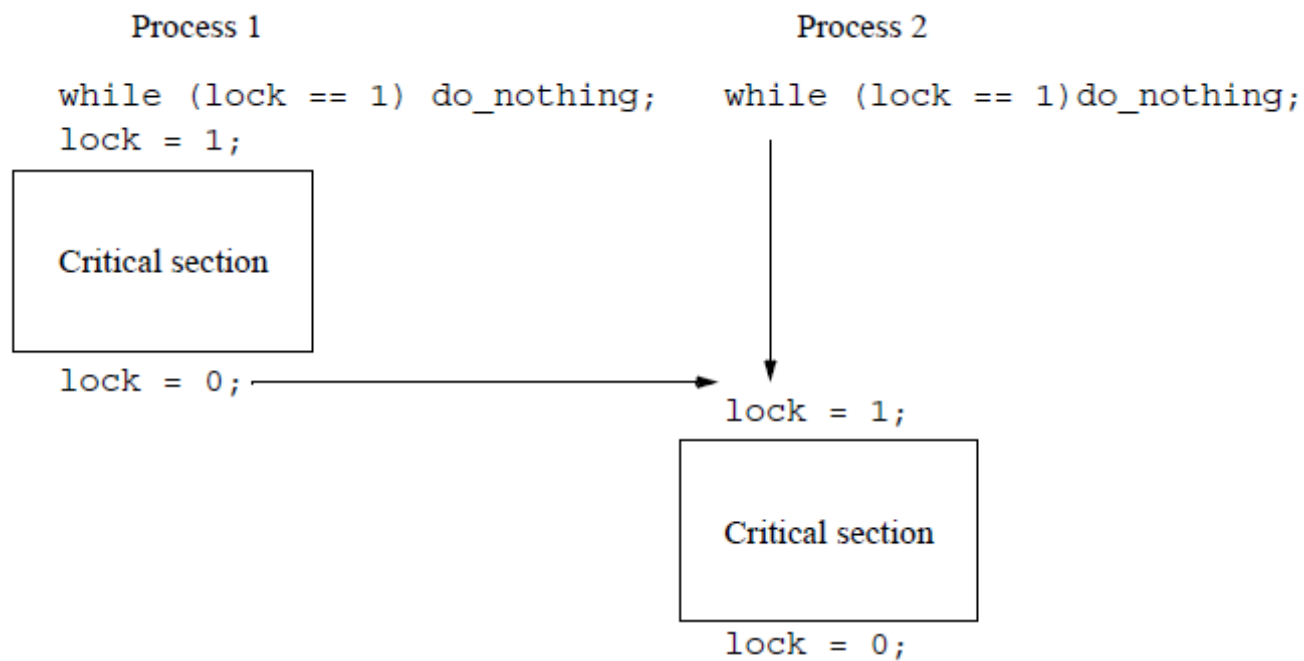 Process 1
Process 2
while (lock == 1) do_nothing;
while (lock == 1)do_nothing;
lock = 1;
Critical section
lock = 0;
lock = 1;
Critical section
lock = 0;